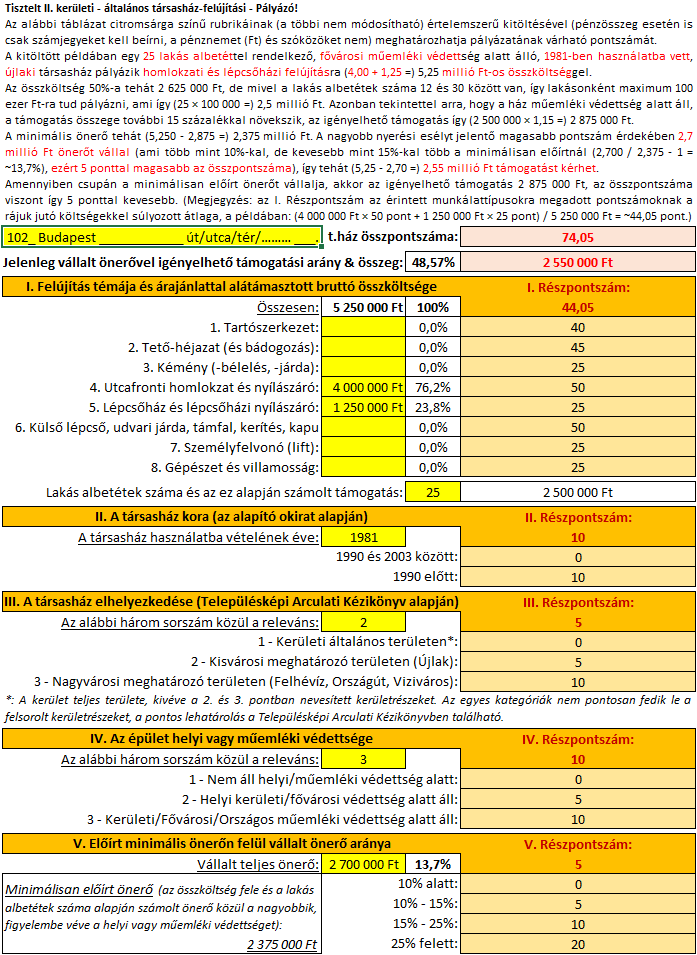 Tisztelt II. kerületi - általános társasház-felújítási - Pályázó!
Az alábbi táblázat citromsárga színű rubrikáinak (a többi nem módosítható) értelemszerű kitöltésével (pénzösszeg esetén is
csak számjegyeket kell beírni, a pénznemet (Ft) és szóközöket nem) meghatározhatja pályázatának várható pontszámát.
A kitöltött példában egy 25 lakás albetéttel rendelkező, fővárosi műemléki védettség alatt álló, 1981-ben használatba vett,
újlaki társasház pályázik homlokzati és lépcsőházi felújításra (4,00 + 1,25 =) 5,25 millió Ft-os összköltséggel.
Az összköltség 50%-a tehát 2 625 000 Ft, de mivel a lakás albetétek száma 12 és 30 között van, így lakásonként maximum 100
ezer Ft-ra tud pályázni, ami így (25 × 100 000 =) 2,5 millió Ft. Azonban tekintettel arra, hogy a ház műemléki védettség alatt áll,
a támogatás összege további 15 százalékkal növekszik, az igényelhető támogatás így (2 500 000 × 1,15 =) 2 875 000 Ft.
A minimális önerő tehát (5,250 - 2,875 =) 2,375 millió Ft. A nagyobb nyerési esélyt jelentő magasabb pontszám érdekében 2,7
millió Ft önerőt vállal (ami több mint 10%-kal, de kevesebb mint 15%-kal több a minimálisan előírtnál (2,700 / 2,375 - 1 =
~13,7%), ezért 5 ponttal magasabb az összpontszáma), így tehát (5,25 - 2,70 =) 2,55 millió Ft támogatást kérhet.
Amennyiben csupán a minimálisan előírt önerőt vállalja, akkor az igényelhető támogatás 2 875 000 Ft, az összpontszáma
viszont így 5 ponttal kevesebb. (Megjegyzés: az I. Részpontszám az érintett munkálattípusokra megadott pontszámoknak a
rájuk jutó költségekkel súlyozott átlaga, a példában: (4 000 000 Ft × 50 pont + 1 250 000 Ft × 25 pont) / 5 250 000 Ft = ~44,05 pont.)
102_ Budapest ______________ út/utca/tér/……… ____. t.ház összpontszáma: 74,05
Jelenleg vállalt önerővel igényelhető támogatási arány & összeg: 48,57% 2 550 000 Ft
I. Felújítás témája és árajánlattal alátámasztott bruttó összköltsége I. Részpontszám:
Összesen: 5 250 000 Ft 100% 44,05
1. Tartószerkezet: 0,0% 40
2. Tető-héjazat (és bádogozás): 0,0% 45
3. Kémény (-bélelés, -járda): 0,0% 25
4. Utcafronti homlokzat és nyílászáró: 4 000 000 Ft 76,2% 50
5. Lépcsőház és lépcsőházi nyílászáró: 1 250 000 Ft 23,8% 25
6. Külső lépcső, udvari járda, támfal, kerítés, kapu 0,0% 50
7. Személyfelvonó (lift): 0,0% 25
8. Gépészet és villamosság: 0,0% 25
Lakás albetétek száma és az ez alapján számolt támogatás: 25 2 500 000 Ft
II. A társasház kora (az alapító okirat alapján) II. Részpontszám:
A társasház használatba vételének éve: 1981 10
1990 és 2003 között: 0
1990 előtt: 10
III. A társasház elhelyezkedése (Településképi Arculati Kézikönyv alapján) III. Részpontszám:
Az alábbi három sorszám közül a releváns: 2 5
1 - Kerületi általános területen*: 0
2 - Kisvárosi meghatározó területen (Újlak): 5
3 - Nagyvárosi meghatározó területen (Felhévíz, Országút, Víziváros): 10
*: A kerület teljes területe, kivéve a 2. és 3. pontban nevesített kerületrészeket. Az egyes kategóriák nem pontosan fedik le a
felsorolt kerületrészeket, a pontos lehatárolás a Településképi Arculati Kézikönyvben található.
IV. Az épület helyi vagy műemléki védettsége IV. Részpontszám:
Az alábbi három sorszám közül a releváns: 3 10
1 - Nem áll helyi/műemléki védettség alatt: 0
2 - Helyi kerületi/fővárosi védettség alatt áll: 5
3 - Kerületi/Fővárosi/Országos műemléki védettség alatt áll: 10
V. Előírt minimális önerőn felül vállalt önerő aránya V. Részpontszám:
Vállalt teljes önerő: 2 700 000 Ft 13,7% 5
Minimálisan előírt önerő (az összköltség fele és a lakás
albetétek száma alapján számolt önerő közül a nagyobbik,
figyelembe véve a helyi vagy műemléki védettséget):
2 375 000 Ft
10% alatt: 0
10% - 15%: 5
15% - 25%: 10
25% felett: 20